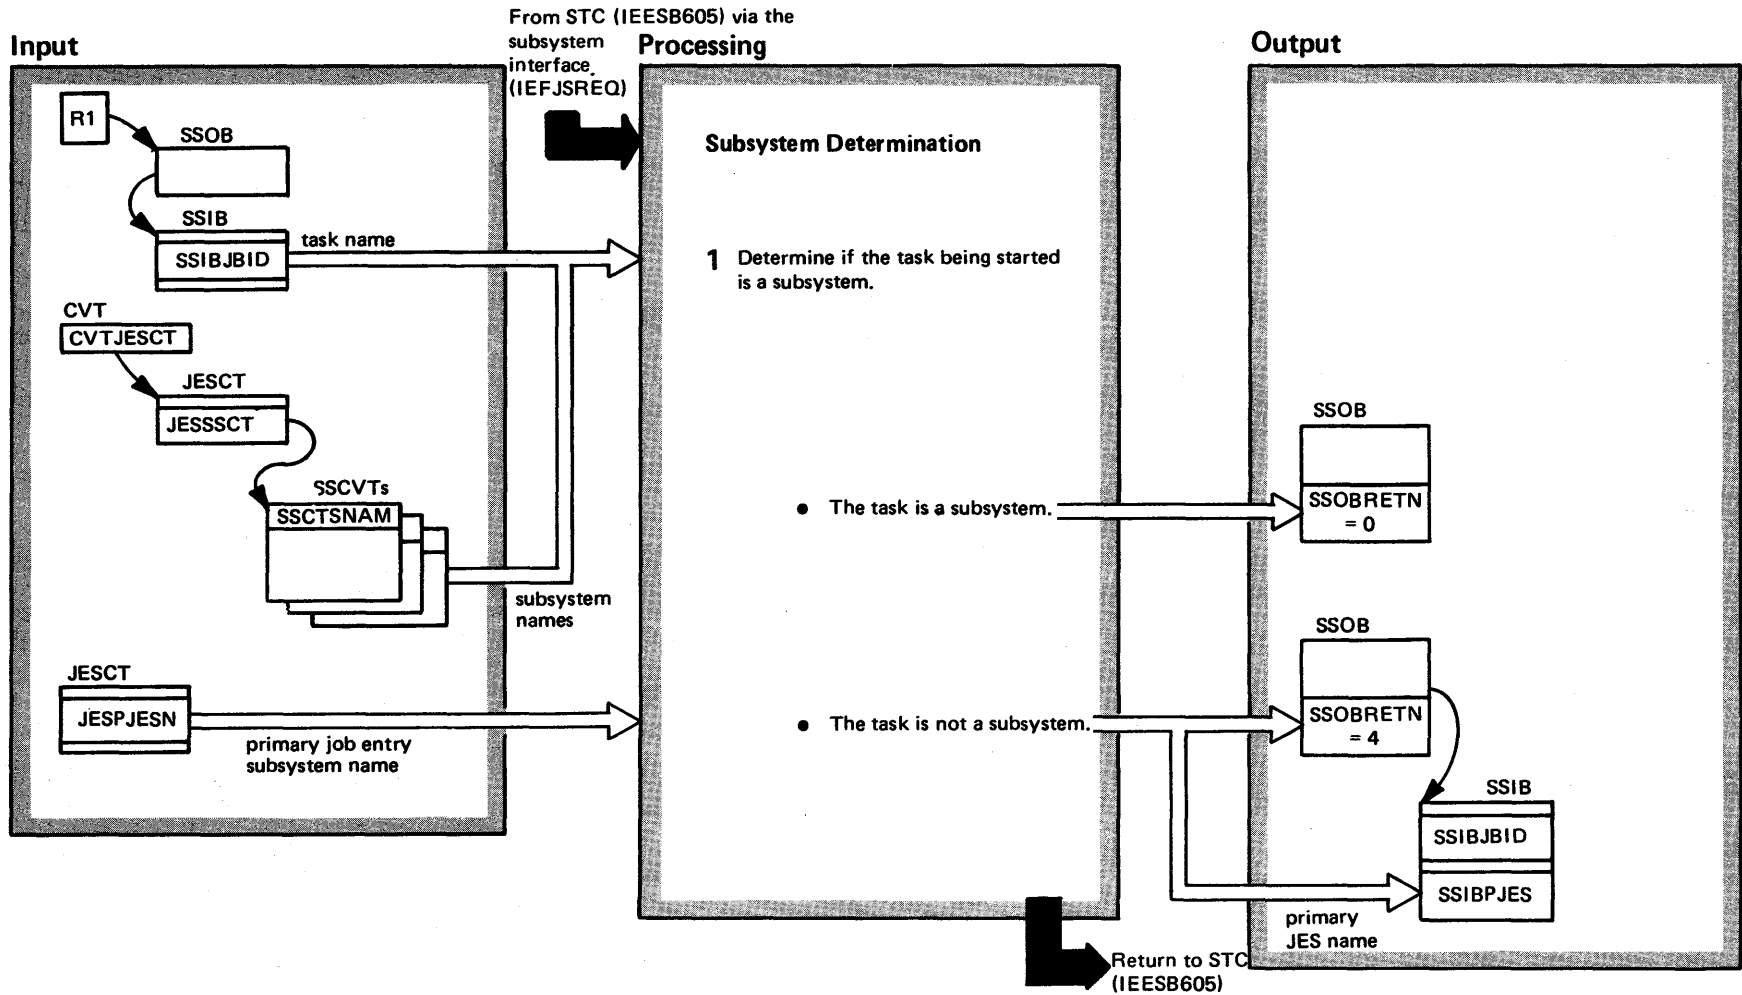 From STC (IEESB605) via the
subsystem
interface.
(IEFJSREQ)
Input
R1
SSOB
SSIB
SSIBJBID
task name
CVT
CVTJESCT
JESCT
JESSSCT
SSCVTs
SSCTSNAM
subsystem
names
JESCT
JESPJESN
primary job entry
subsystem name
Processing
Subsystem Determination
1 Determine if the task being started
is a subsystem.
• The task is a subsystem.
• The task is not a subsystem.
Return to STC
(IEESB605)
Output
SSOB
SSOBRETN
= 0
SSOB
SSOBRETN
= 4
SSIB
SSIBJBID
SSIBPJES
primary
JES name